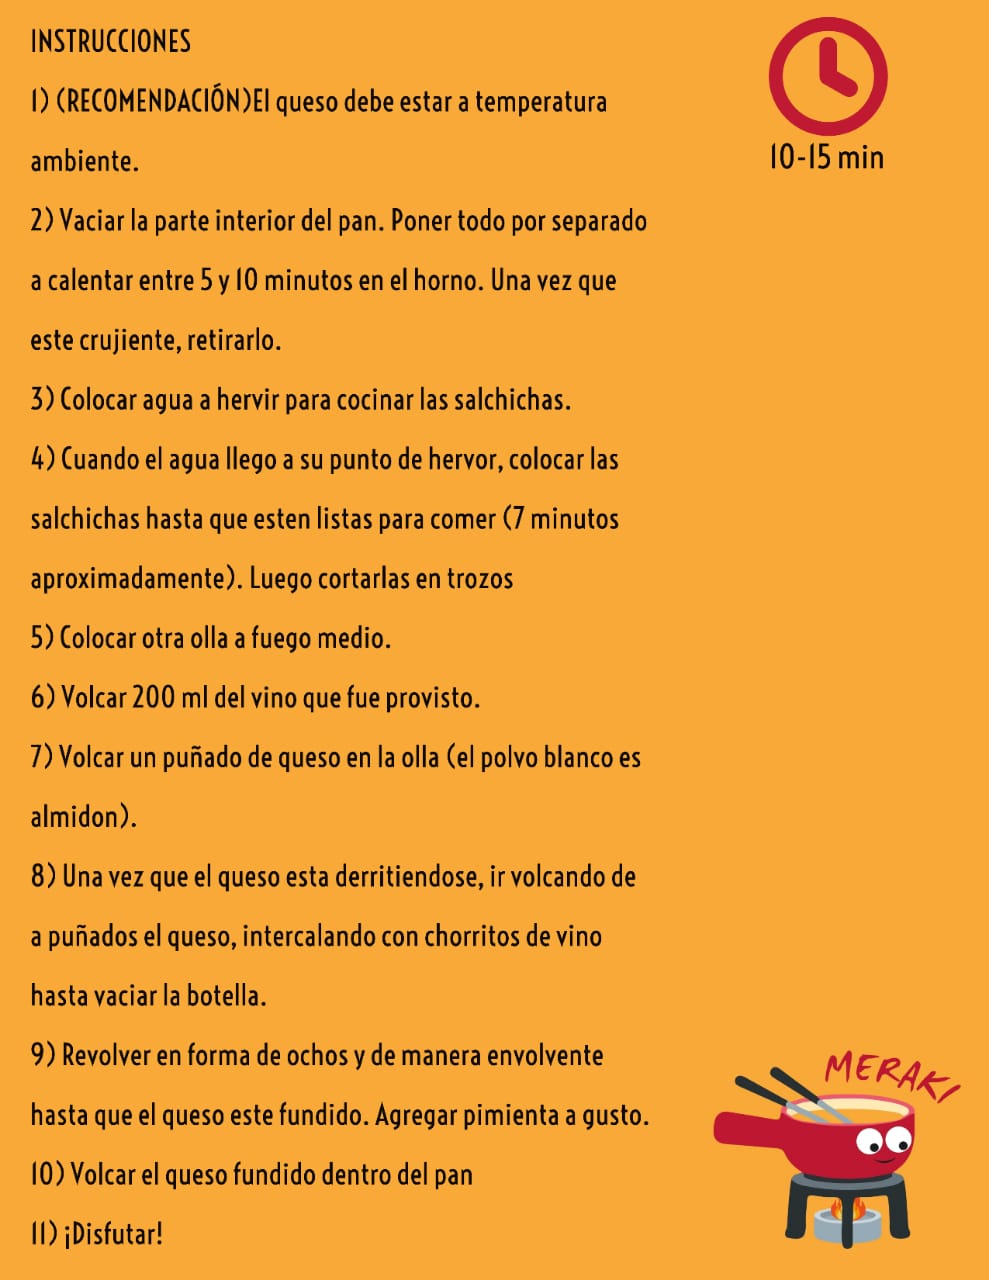 INSTRUCCIONES
1) (RECOMENDACIÓN)El queso debe estar a temperatura
ambiente.
10-15 min
2) Vaciar la parte interior del pan. Poner todo por separado
a calentar entre 5 y 10 minutos en el horno. Una vez que
este crujiente, retirarlo.
3) Colocar agua a hervir para cocinar las salchichas.
4) Cuando el agua llego a su punto de hervor, colocar las
salchichas hasta que esten listas para comer (7 minutos
aproximadamente). Luego cortarlas en trozos
5) Colocar otra olla a fuego medio.
6) Volcar 200 ml del vino que fue provisto.
7) Volcar un puñado de queso en la olla (el polvo blanco es
almidon).
8) Una vez que el queso esta derritiendose, ir volcando de
a puñados el queso, intercalando con chorritos de vino
hasta vaciar la botella.
9) Revolver en forma de ochos y de manera envolvente
hasta que el queso este fundido. Agregar pimienta a gusto.
10) Volcar el queso fundido dentro del pan
11) ¡Disfutar!
MERAKI